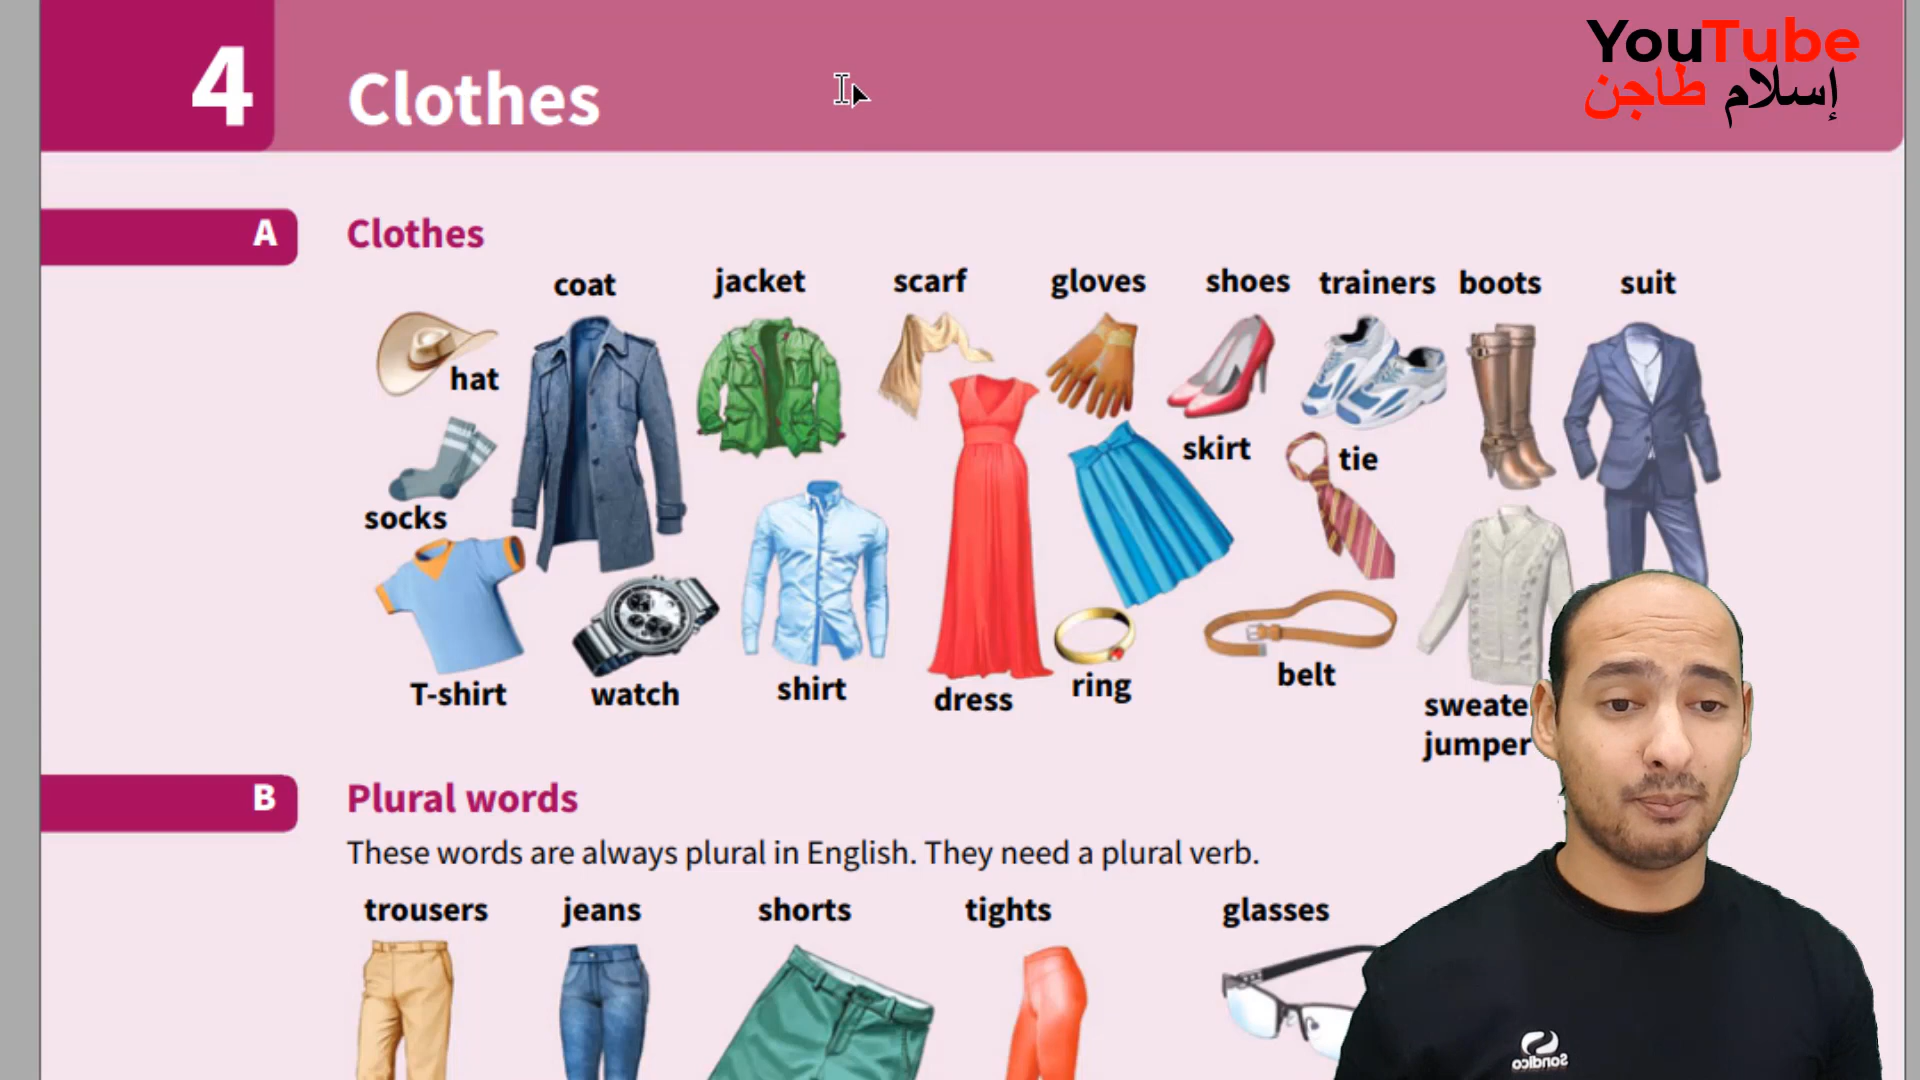 4 Clothes
YouTube
إسلام طاجن
A Clothes
coat jacket scarf gloves shoes trainers boots suit
hat
skirt tie
socks
T-shirt watch shirt dress ring belt
jumper
B Plural words
These words are always plural in English. They need a plural verb.
trousers jeans shorts tights glasses